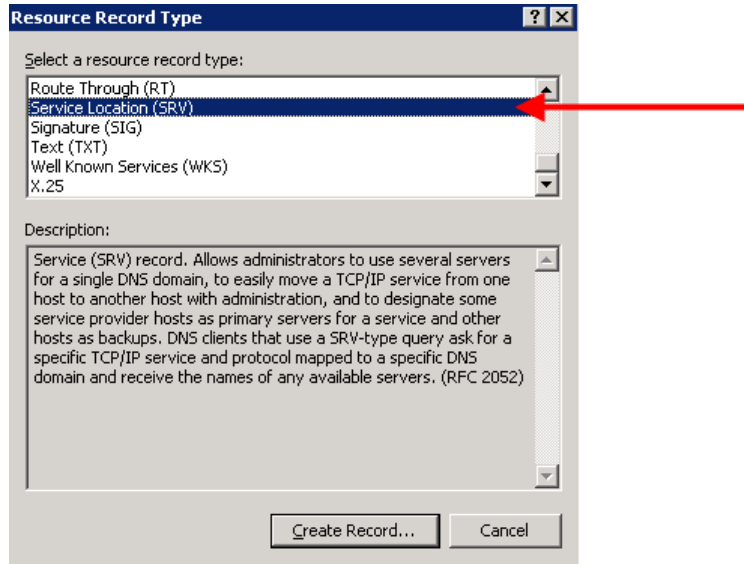 Resource Record Type
Select a resource record type:
Route Through (RT)
Service Location (SRV)
Signature (SIG)
Text (TXT)
Well Known Services (WKS)
X.25
Description:
Service (SRV) record. Allows administrators to use several servers
for a single DNS domain, to easily move a TCP/IP service from one
host to another host with administration, and to designate some
service provider hosts as primary servers for a service and other
hosts as backups. DNS clients that use a SRV-type query ask for a
specific TCP/IP service and protocol mapped to a specific DNS
domain and receive the names of any available servers. (RFC 2052)
Create Record... Cancel